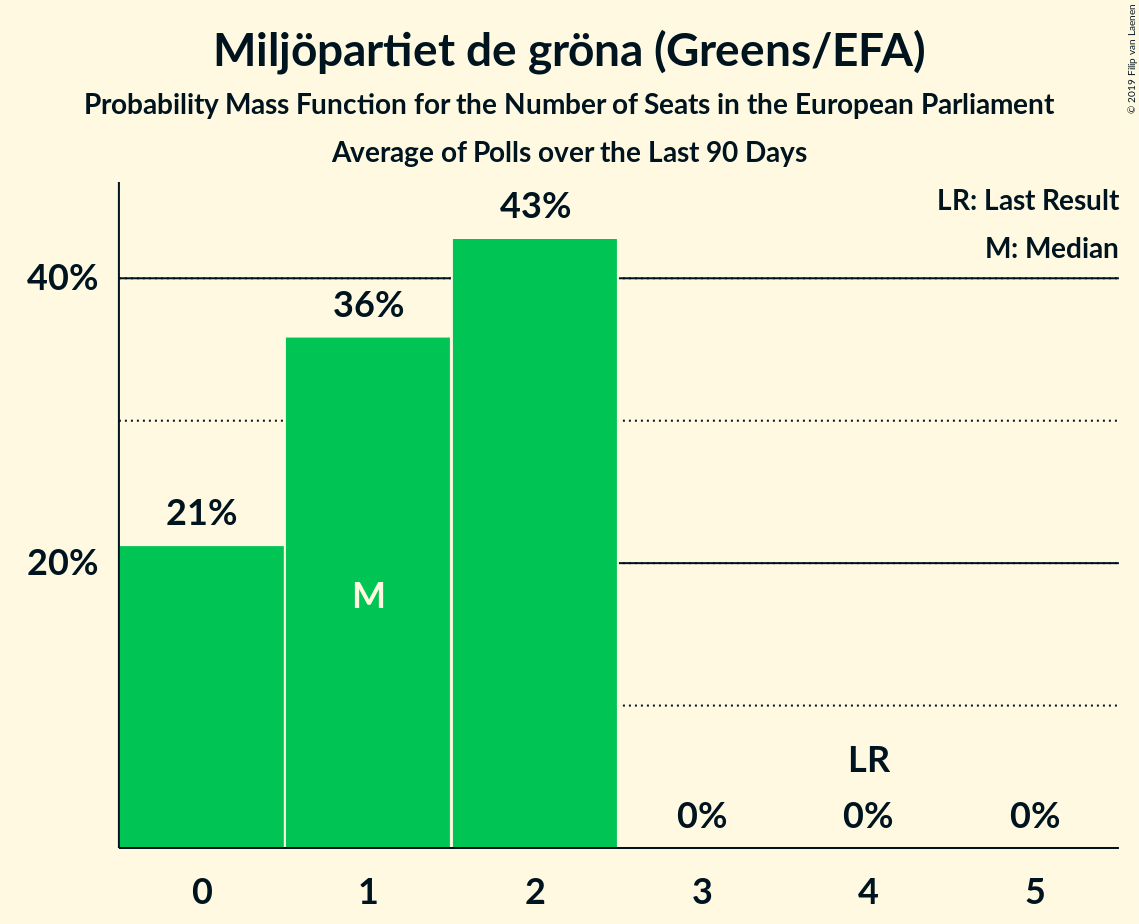 Miljöpartiet de gröna (Greens/EFA)
Probability Mass Function for the Number of Seats in the European Parliament
Average of Polls over the Last 90 Days
© 2019 Filip van Laenen
LR: Last Result
M: Median
43%
40%
36%
21%
20%
M
LR
0% 0% 0%
0 1 2 3 4 5